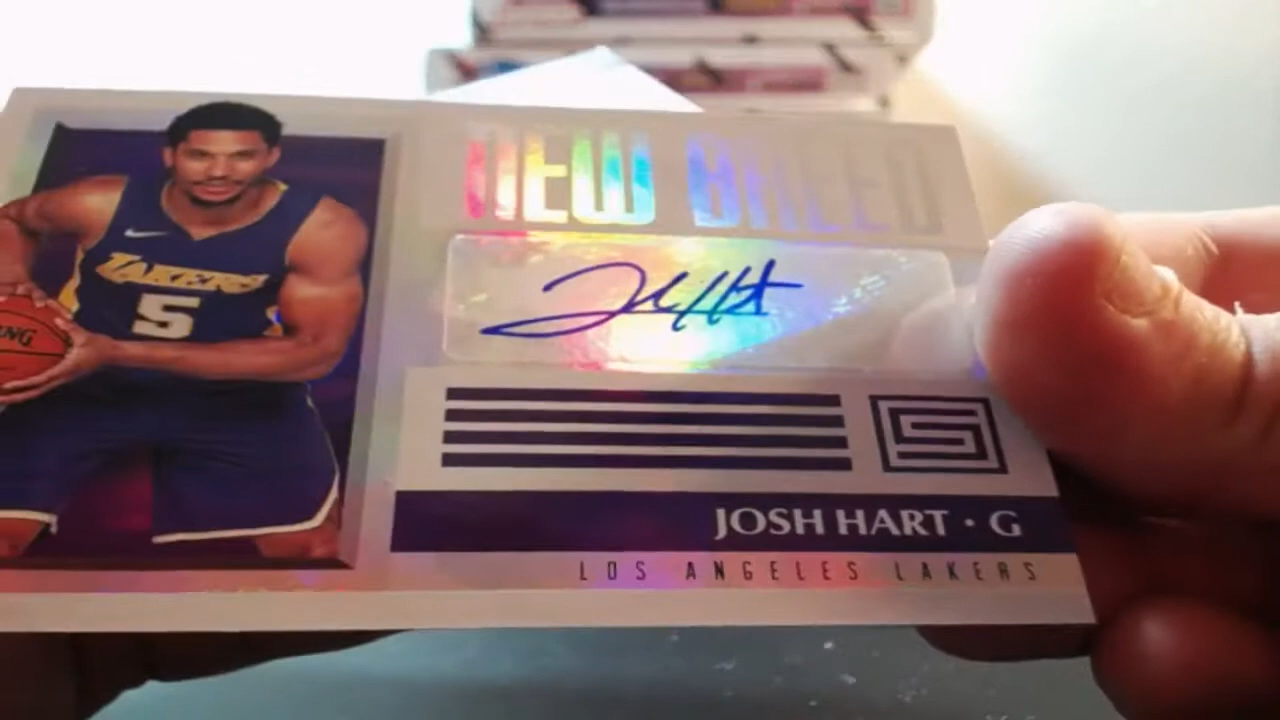 NEW BREED
LAKERS
5
JOSH HART • G
LOS ANGELES LAKERS